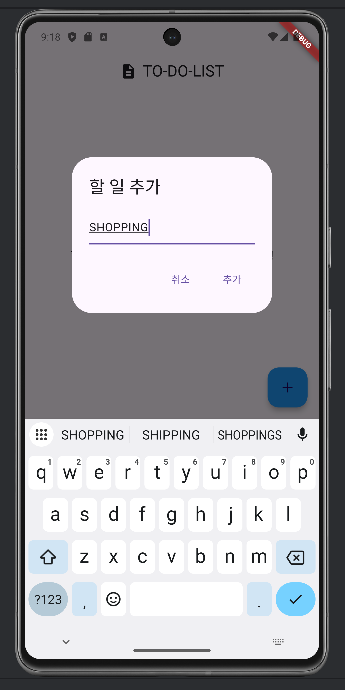 9:18
DEBUG
TO-DO-LIST
할 일 추가
SHOPPING
취소 추가
+
SHOPPING SHIPPING SHOPPINGS
q1 w2 e3 r4 t5 y6 u7 i8 o9 p0
a s d f g h j k l
z x c v b n m
?123 , .